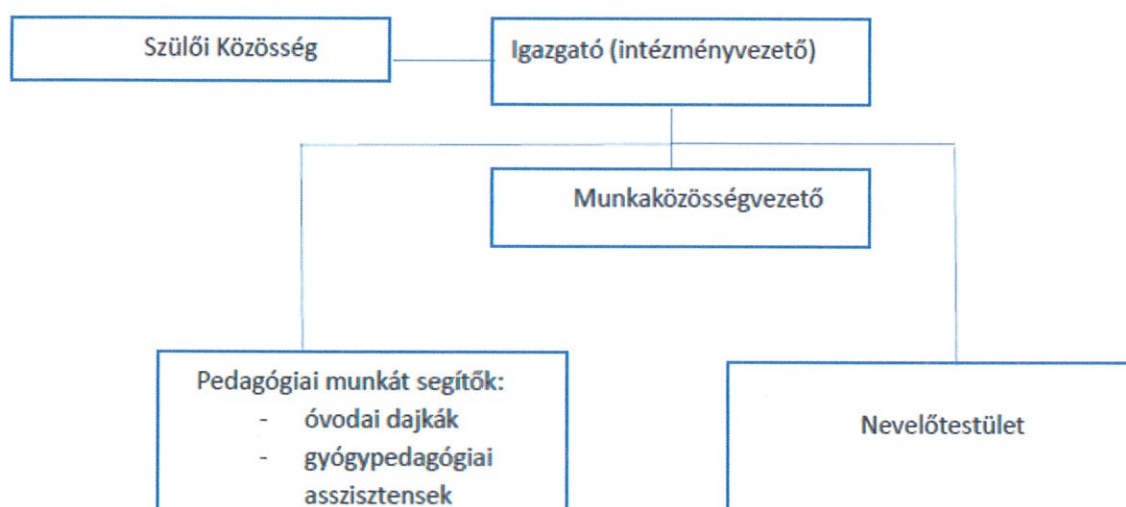 Szülői Közösség
Igazgató (intézményvezető)
Munkaközösségvezető
Pedagógiai munkát segítők:
- óvodai dajkák
- gyógypedagógiai
asszisztensek
Nevelőtestület